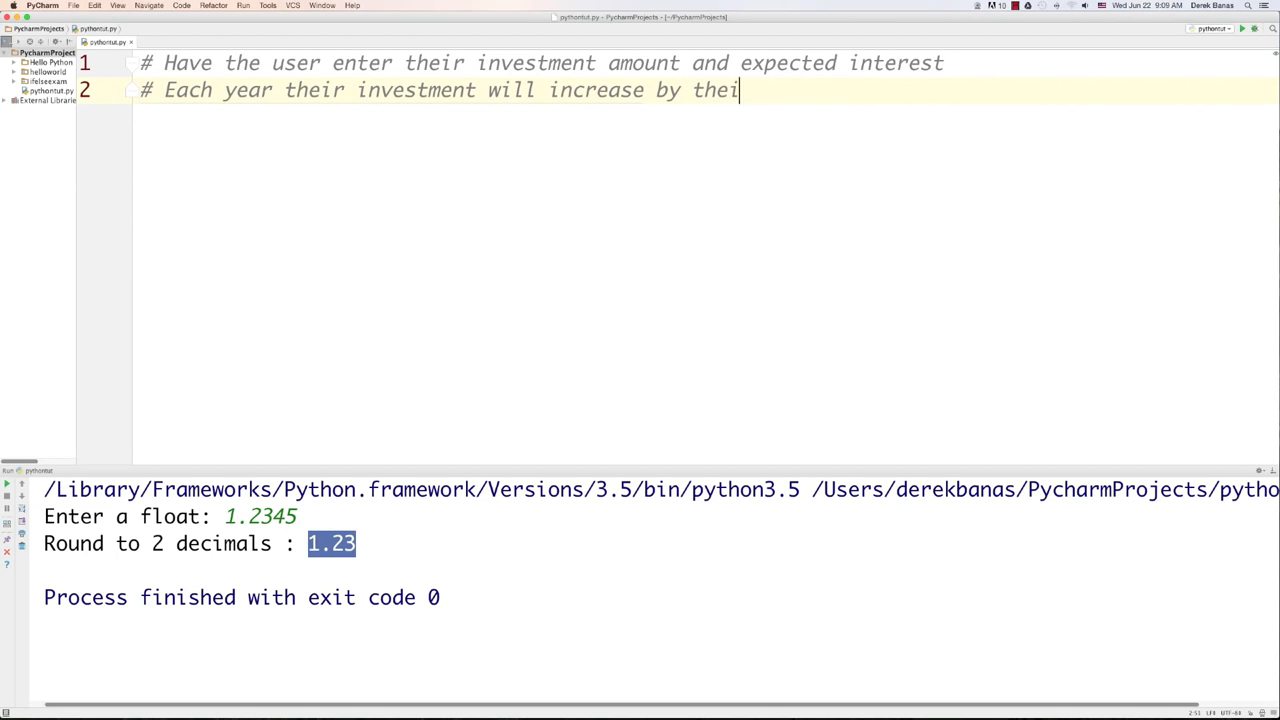 PyCharm File Edit View Navigate Code Refactor Run Tools VCS Window Help 10 Wed Jun 22 9:09 AM Derek Banas
pythontut.py - PycharmProjects - [~/PycharmProjects]
PycharmProjects pythontut.py pythontut
pythontut.py
PycharmProject
Hello Python
helloworld
ifelseexam
pythontut.py
External Librarie
1 # Have the user enter their investment amount and expected interest
2 # Each year their investment will increase by thei
Run pythontut
/Library/Frameworks/Python.framework/Versions/3.5/bin/python3.5 /Users/derekbanas/PycharmProjects/pytho
Enter a float: 1.2345
Round to 2 decimals : 1.23
Process finished with exit code 0
2:51 LF UTF-8